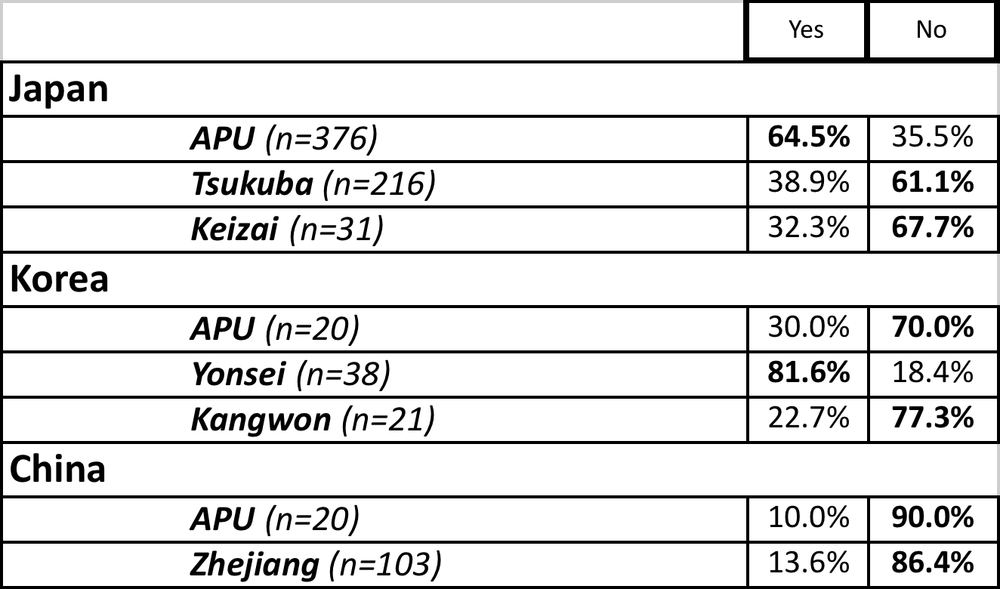 Yes No
Japan
APU (n=376) 64.5% 35.5%
Tsukuba (n=216) 38.9% 61.1%
Keizai (n=31) 32.3% 67.7%
Korea
APU (n=20) 30.0% 70.0%
Yonsei (n=38) 81.6% 18.4%
Kangwon (n=21) 22.7% 77.3%
China
APU (n=20) 10.0% 90.0%
Zhejiang (n=103) 13.6% 86.4%